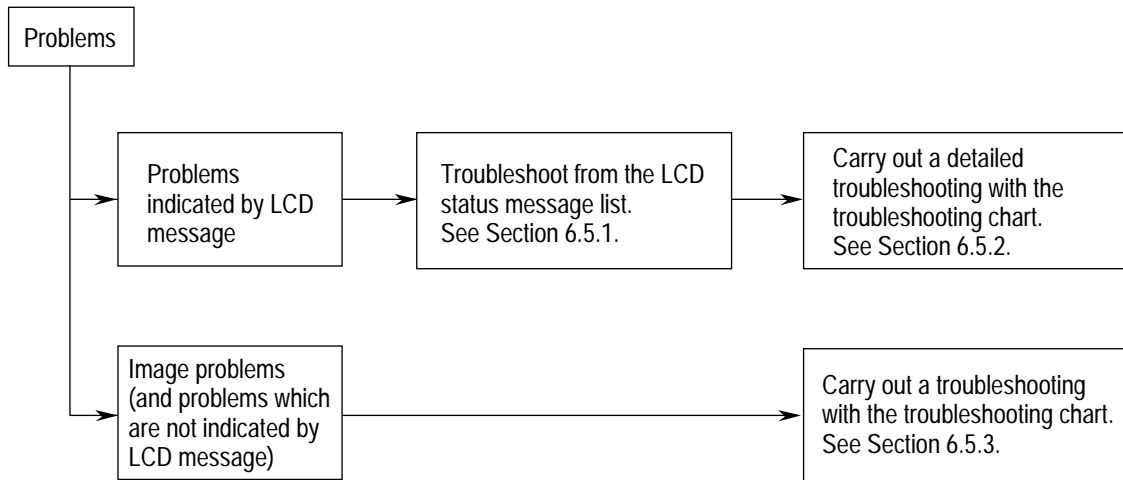 Problems
Problems
indicated by LCD
message
Troubleshoot from the LCD
status message list.
See Section 6.5.1.
Carry out a detailed
troubleshooting with the
troubleshooting chart.
See Section 6.5.2.
Image problems
(and problems which
are not indicated by
LCD message)
Carry out a troubleshooting
with the troubleshooting chart.
See Section 6.5.3.